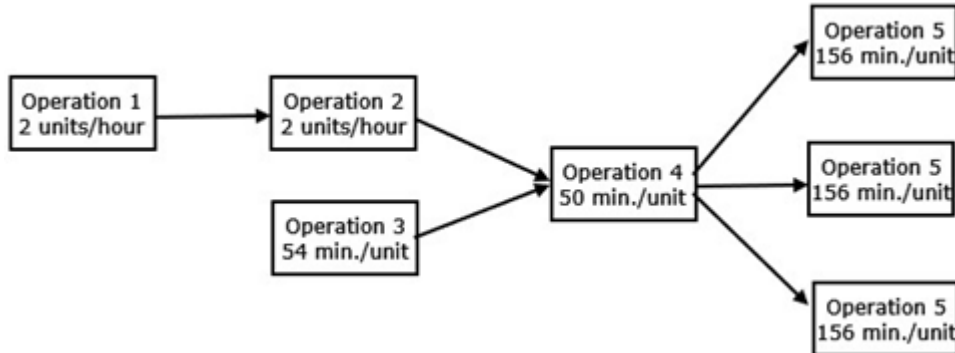 Operation 1
2 units/hour
Operation 2
2 units/hour
Operation 3
54 min./unit
Operation 4
50 min./unit
Operation 5
156 min./unit
Operation 5
156 min./unit
Operation 5
156 min./unit